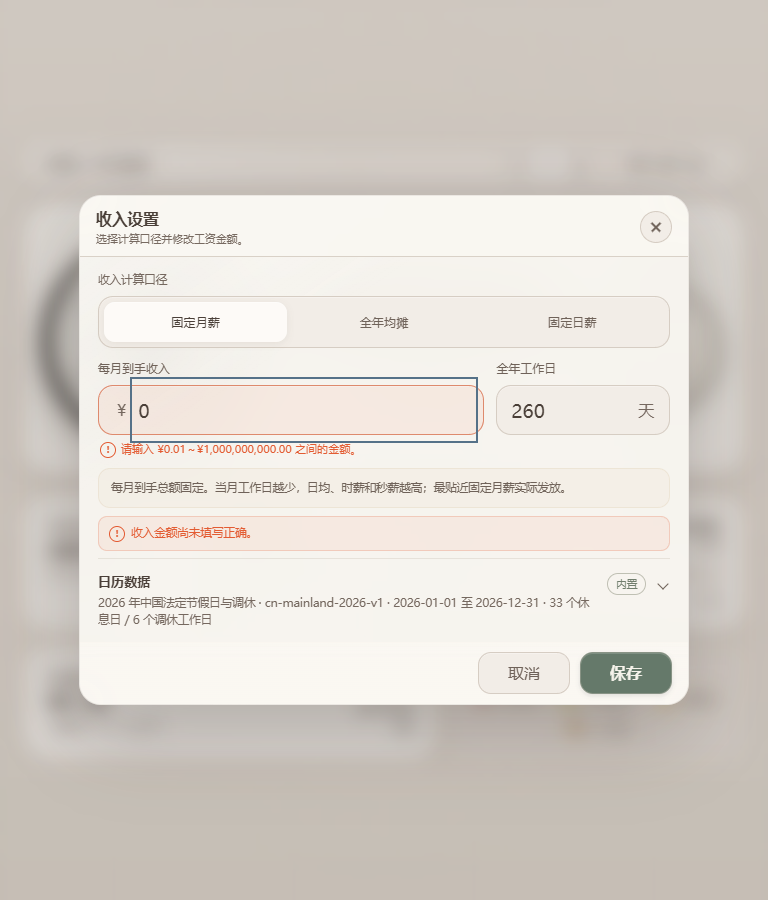 收入设置
选择计算口径并修改工资金额。
收入计算口径
固定月薪
全年均摊
固定日薪
每月到手收入
全年工作日
¥ 0
260 天
请输入 ¥0.01～¥1,000,000,000.00 之间的金额。
每月到手总额固定。当月工作日越少，日均、时薪和秒薪越高；最贴近固定月薪实际发放。
收入金额尚未填写正确。
日历数据
内置
2026 年中国法定节假日与调休 · cn-mainland-2026-v1 · 2026-01-01 至 2026-12-31 · 33 个休
息日 / 6 个调休工作日
取消
保存